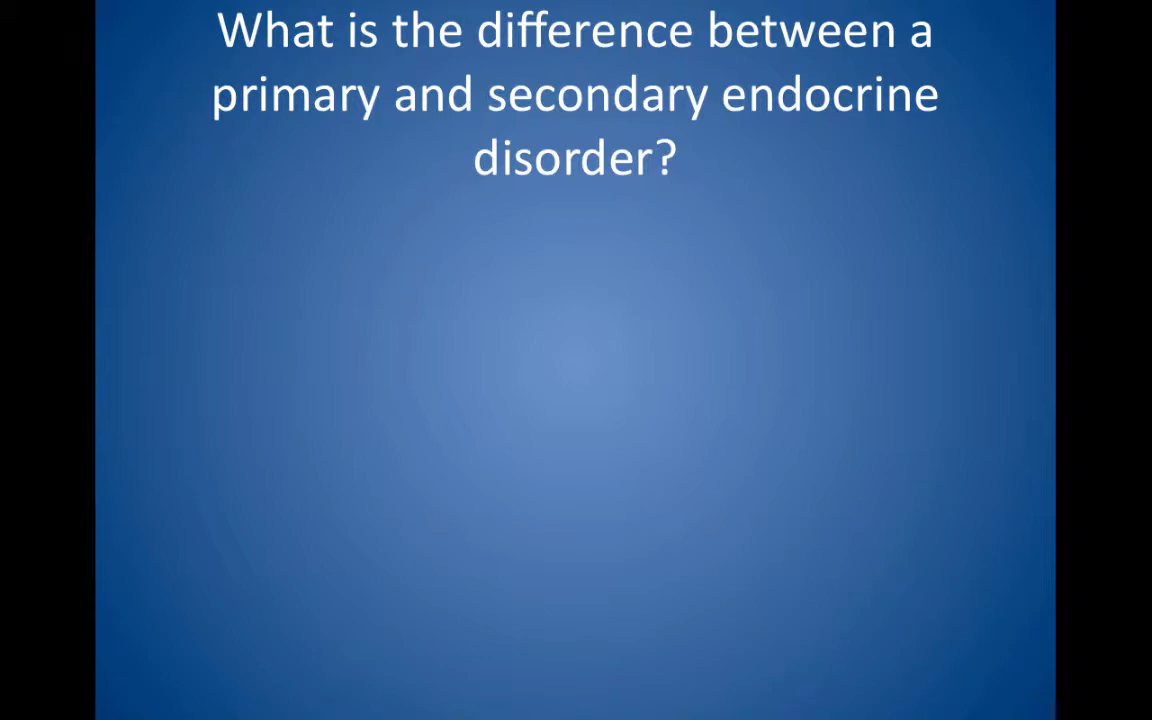 What is the difference between a
primary and secondary endocrine
disorder?